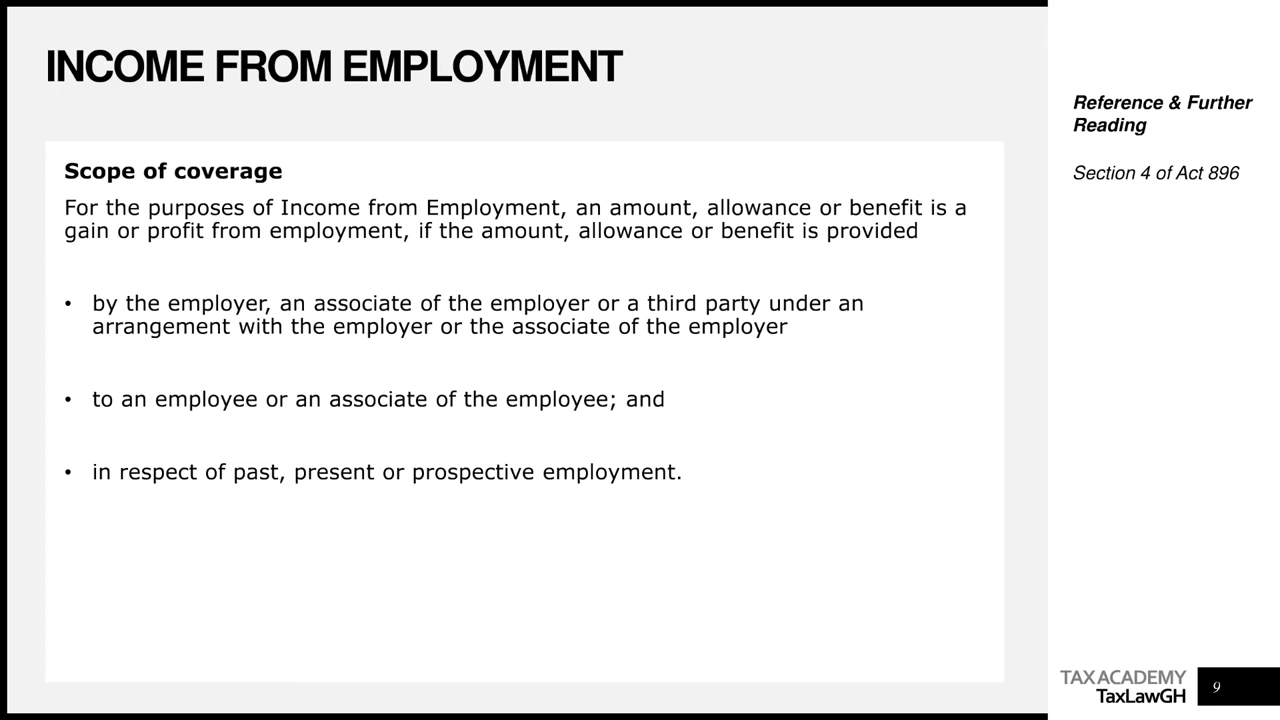 INCOME FROM EMPLOYMENT
Scope of coverage
For the purposes of Income from Employment, an amount, allowance or benefit is a
gain or profit from employment, if the amount, allowance or benefit is provided
• by the employer, an associate of the employer or a third party under an
arrangement with the employer or the associate of the employer
• to an employee or an associate of the employee; and
• in respect of past, present or prospective employment.
Reference & Further
Reading
Section 4 of Act 896
TAX ACADEMY
TaxLawGH
9